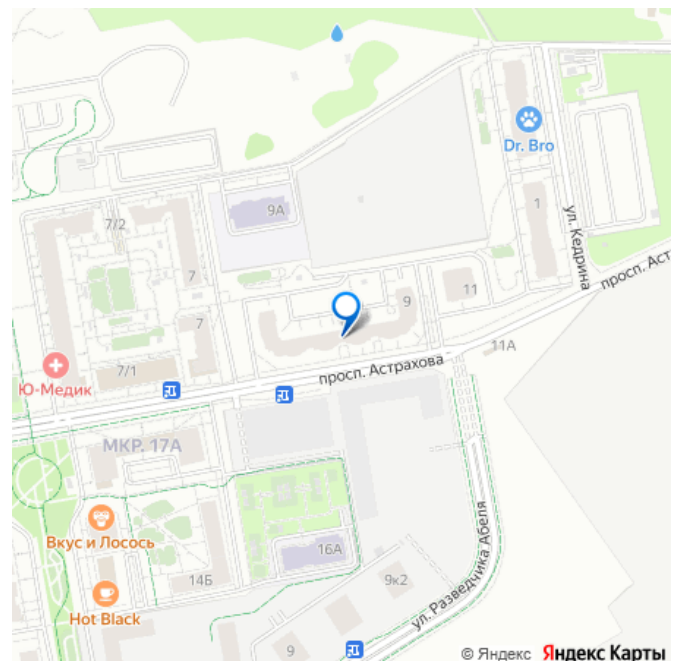 Dr. Bro
9А
1
7/2
ул. Кедрина
7
11
9
просп. Аст
7
11А
7/1
просп. Астрахова
Ю-Медик
МКР. 17А
Вкус и Лосось
16А
14Б
9к2
ул. Разведчика Абеля
Hot Black
9
© Яндекс Яндекс Карты